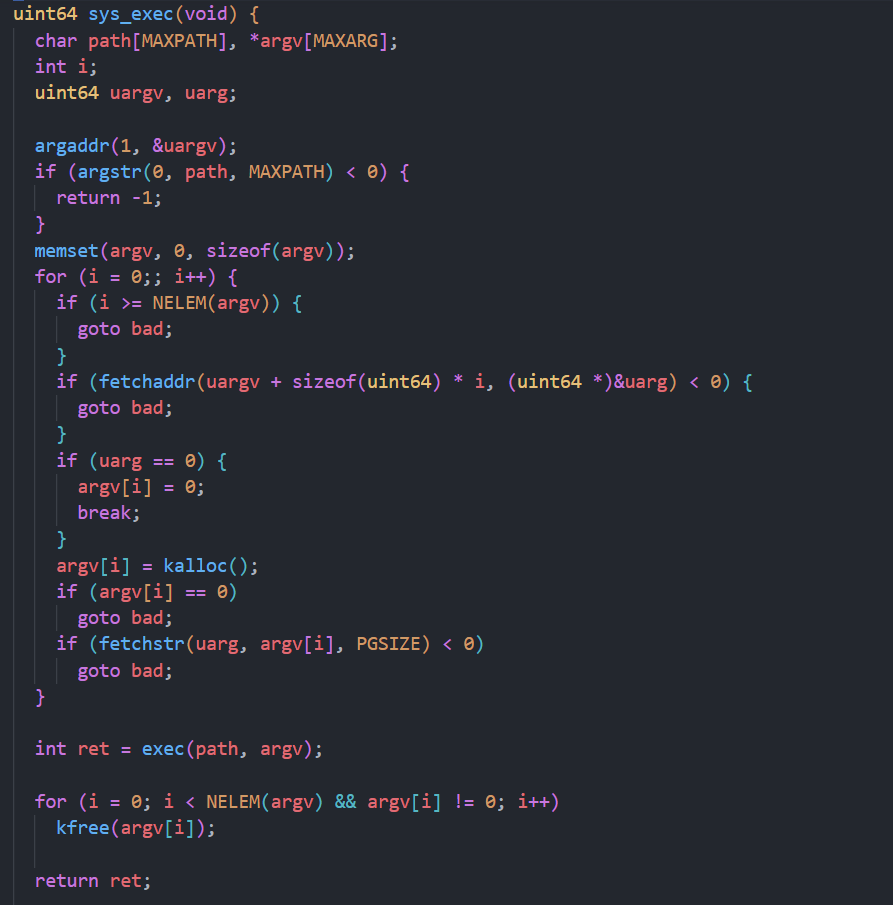 uint64 sys_exec(void) {
  char path[MAXPATH], *argv[MAXARG];
  int i;
  uint64 uargv, uarg;

  argaddr(1, &uargv);
  if (argstr(0, path, MAXPATH) < 0) {
    return -1;
  }
  memset(argv, 0, sizeof(argv));
  for (i = 0;; i++) {
    if (i >= NELEM(argv)) {
      goto bad;
    }
    if (fetchaddr(uargv + sizeof(uint64) * i, (uint64 *)&uarg) < 0) {
      goto bad;
    }
    if (uarg == 0) {
      argv[i] = 0;
      break;
    }
    argv[i] = kalloc();
    if (argv[i] == 0)
      goto bad;
    if (fetchstr(uarg, argv[i], PGSIZE) < 0)
      goto bad;
  }

  int ret = exec(path, argv);

  for (i = 0; i < NELEM(argv) && argv[i] != 0; i++)
    kfree(argv[i]);

  return ret;